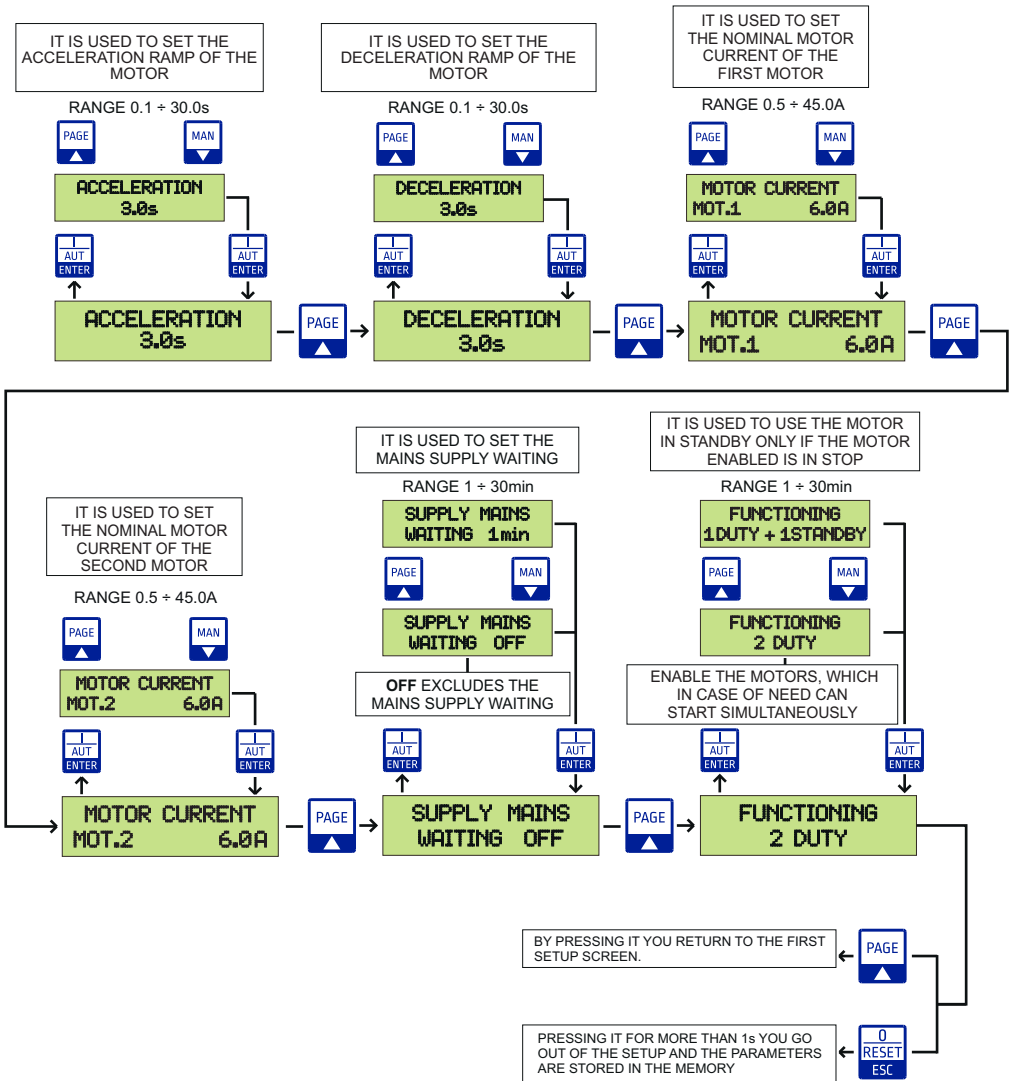 IT IS USED TO SET THE
ACCELERATION RAMP OF THE
MOTOR
RANGE 0.1 ÷ 30.0s
PAGE
MAN
ACCELERATION
3.0s
I
AUT
ENTER
I
AUT
ENTER
ACCELERATION
3.0s
PAGE
IT IS USED TO SET THE
DECELERATION RAMP OF THE
MOTOR
RANGE 0.1 ÷ 30.0s
PAGE
MAN
DECELERATION
3.0s
I
AUT
ENTER
I
AUT
ENTER
DECELERATION
3.0s
PAGE
IT IS USED TO SET
THE NOMINAL MOTOR
CURRENT OF THE
FIRST MOTOR
RANGE 0.5 ÷ 45.0A
PAGE
MAN
MOTOR CURRENT
MOT.1 6.0A
I
AUT
ENTER
I
AUT
ENTER
MOTOR CURRENT
MOT.1 6.0A
PAGE
IT IS USED TO SET
THE NOMINAL MOTOR
CURRENT OF THE
SECOND MOTOR
RANGE 0.5 ÷ 45.0A
PAGE
MAN
MOTOR CURRENT
MOT.2 6.0A
I
AUT
ENTER
I
AUT
ENTER
MOTOR CURRENT
MOT.2 6.0A
PAGE
IT IS USED TO SET THE
MAINS SUPPLY WAITING
RANGE 1 ÷ 30min
SUPPLY MAINS
WAITING 1min
PAGE
MAN
SUPPLY MAINS
WAITING OFF
OFF EXCLUDES THE
MAINS SUPPLY WAITING
I
AUT
ENTER
I
AUT
ENTER
SUPPLY MAINS
WAITING OFF
PAGE
IT IS USED TO USE THE MOTOR
IN STANDBY ONLY IF THE MOTOR
ENABLED IS IN STOP
RANGE 1 ÷ 30min
FUNCTIONING
1DUTY + 1STANDBY
PAGE
MAN
FUNCTIONING
2 DUTY
ENABLE THE MOTORS, WHICH
IN CASE OF NEED CAN
START SIMULTANEOUSLY
I
AUT
ENTER
I
AUT
ENTER
FUNCTIONING
2 DUTY
BY PRESSING IT YOU RETURN TO THE FIRST
SETUP SCREEN.
PAGE
PRESSING IT FOR MORE THAN 1s YOU GO
OUT OF THE SETUP AND THE PARAMETERS
ARE STORED IN THE MEMORY
0
RESET
ESC